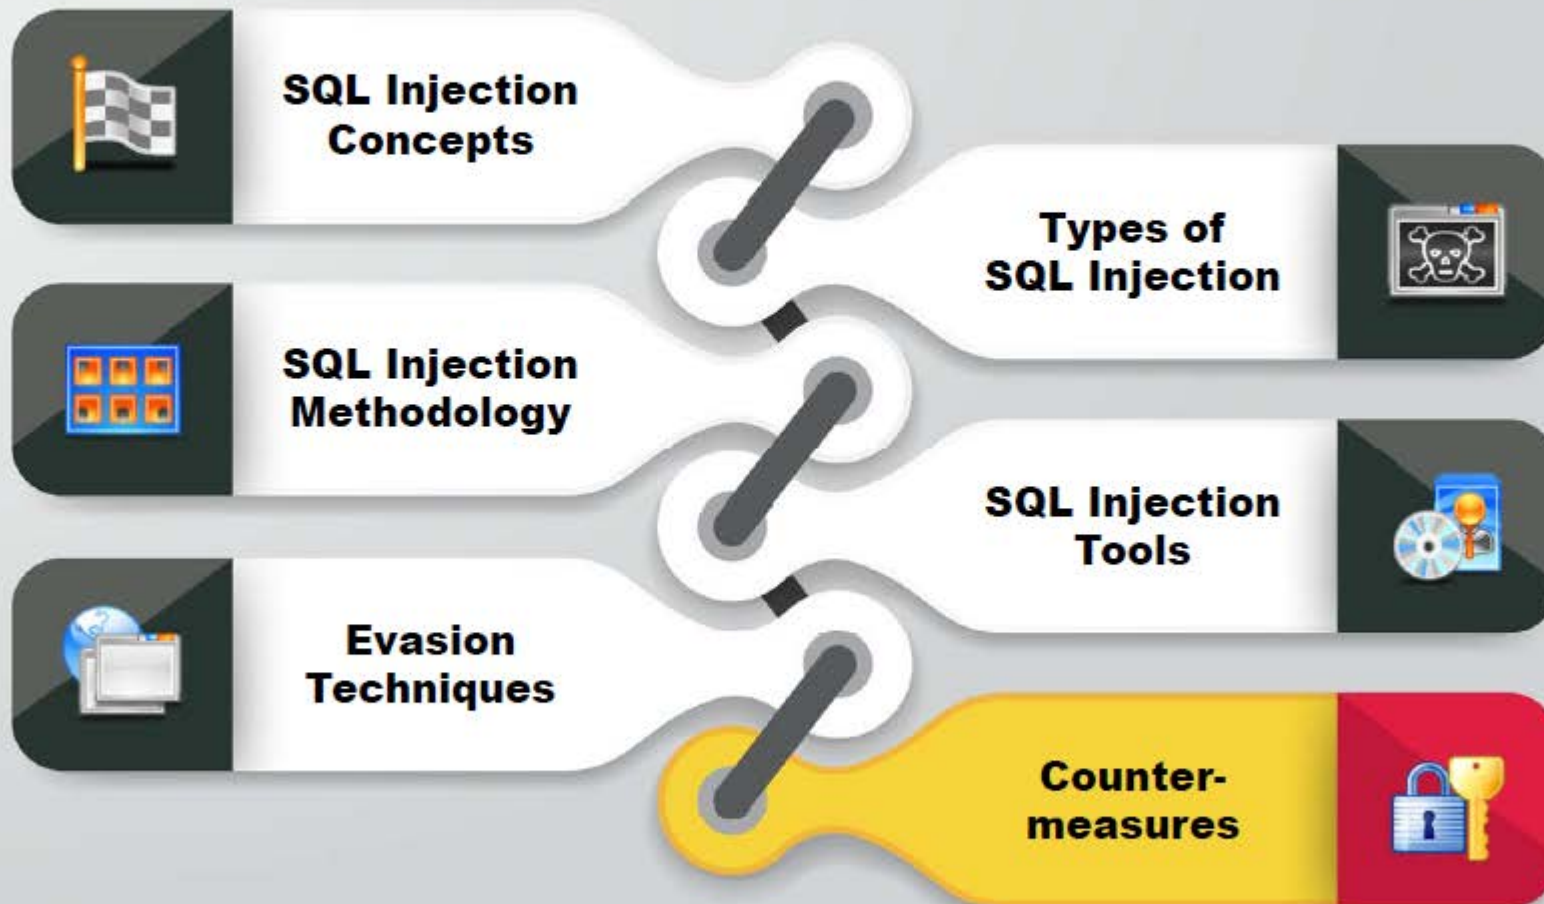 SQL Injection
Concepts
Types of
SQL Injection
SQL Injection
Methodology
SQL Injection
Tools
Evasion
Techniques
Counter-
measures